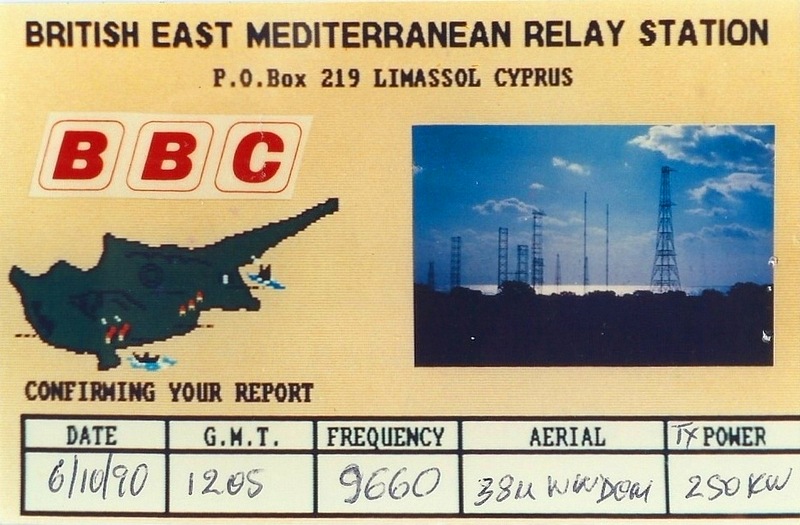 BRITISH EAST MEDITERRANEAN RELAY STATION
P.O.Box 219 LIMASSOL CYPRUS
BBC
CONFIRMING YOUR REPORT
DATE G.M.T. FREQUENCY AERIAL TX POWER
6/10/90 1205 9660 250KW